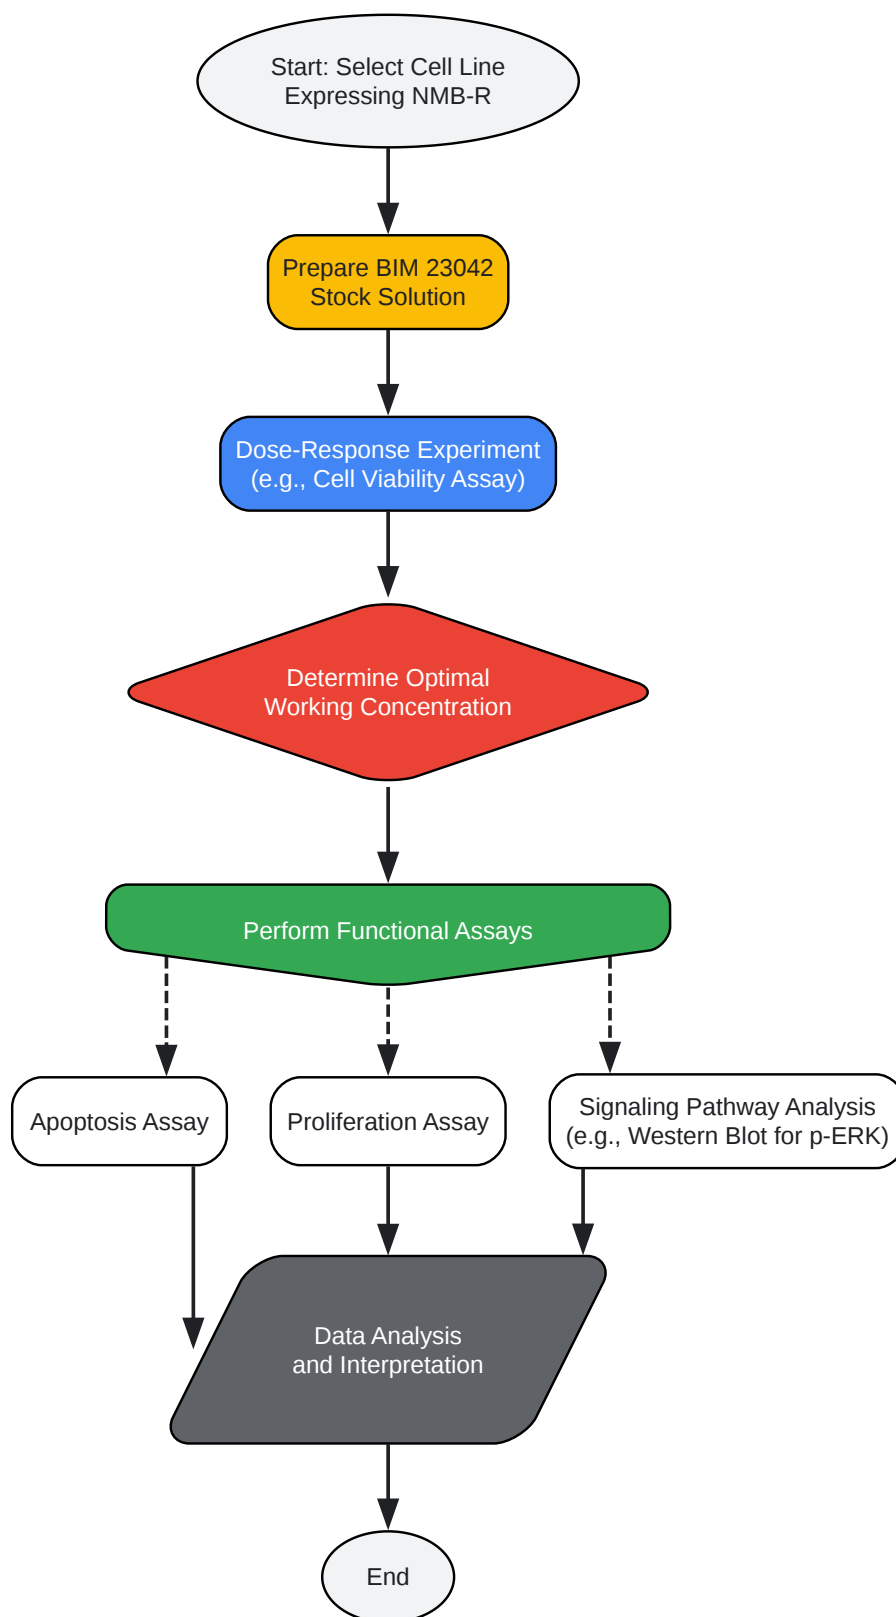 Start: Select Cell Line
Expressing NMB-R
Prepare BIM 23042
Stock Solution
Dose-Response Experiment
(e.g., Cell Viability Assay)
Determine Optimal
Working Concentration
Perform Functional Assays
Apoptosis Assay
Proliferation Assay
Signaling Pathway Analysis
(e.g., Western Blot for p-ERK)
Data Analysis
and Interpretation
End